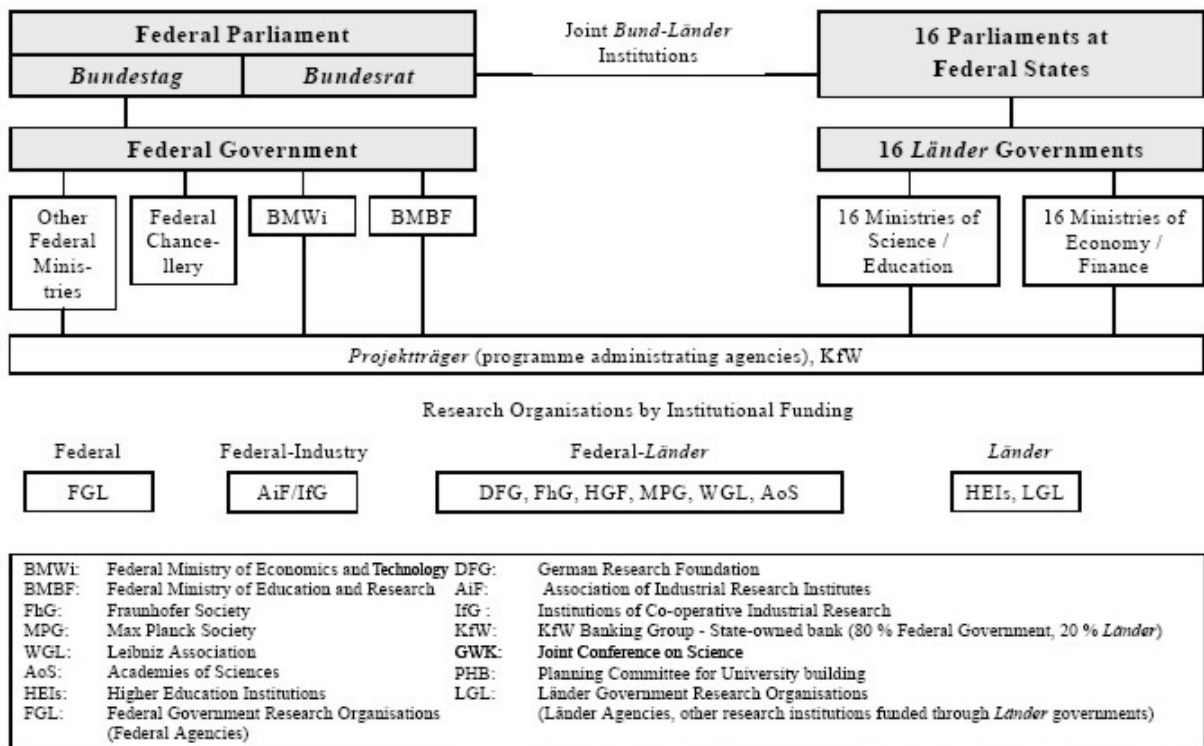 Federal Parliament
Bundestag
Bundesrat
Joint Bund-Länder
Institutions
16 Parliaments at
Federal States
Federal Government
16 Länder Governments
Other
Federal
Minis-
tries
Federal
Chance-
llery
BMWi
BMBF
16 Ministries of
Science /
Education
16 Ministries of
Economy /
Finance
Projektträger (programme administrating agencies), KfW
Research Organisations by Institutional Funding
Federal
Federal-Industry
Federal-Länder
Länder
FGL
AiF/IfG
DFG, FhG, HGF, MPG, WGL, AoS
HEIs, LGL
BMWi: Federal Ministry of Economics and Technology
BMBF: Federal Ministry of Education and Research
FhG: Fraunhofer Society
MPG: Max Planck Society
WGL: Leibniz Association
AoS: Academies of Sciences
HEIs: Higher Education Institutions
FGL: Federal Government Research Organisations
(Federal Agencies)
DFG: German Research Foundation
AiF: Association of Industrial Research Institutes
IfG : Institutions of Co-operative Industrial Research
KfW: KfW Banking Group - State-owned bank (80 % Federal Government, 20 % Länder)
GWK: Joint Conference on Science
PHB: Planning Committee for University building
LGL: Länder Government Research Organisations
(Länder Agencies, other research institutions funded through Länder governments)